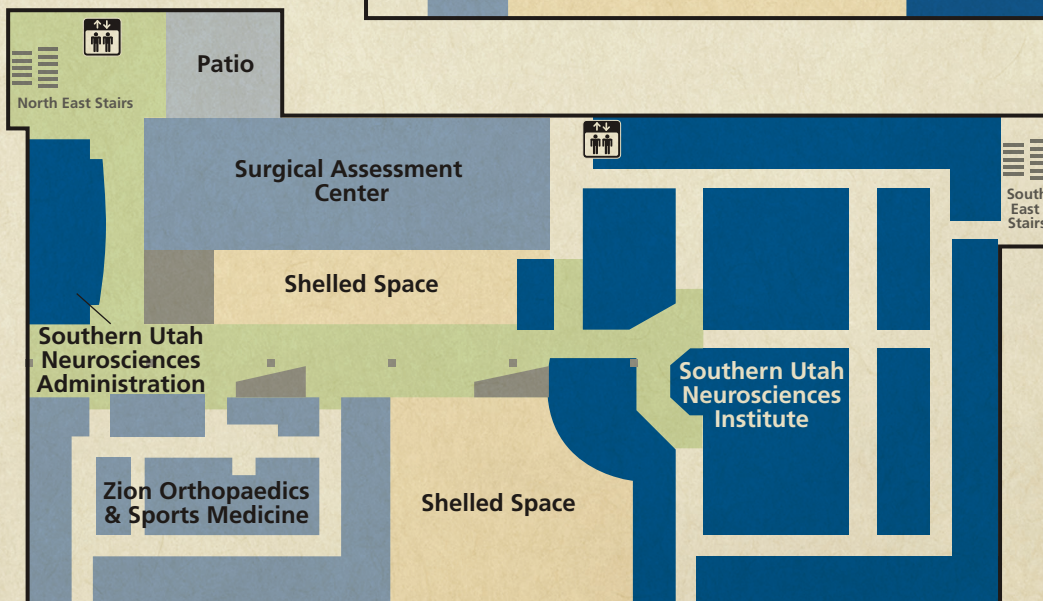 Patio
North East Stairs
Surgical Assessment
Center
South
East
Stairs
Shelled Space
Southern Utah
Neurosciences
Administration
Southern Utah
Neurosciences
Institute
Zion Orthopaedics
& Sports Medicine
Shelled Space